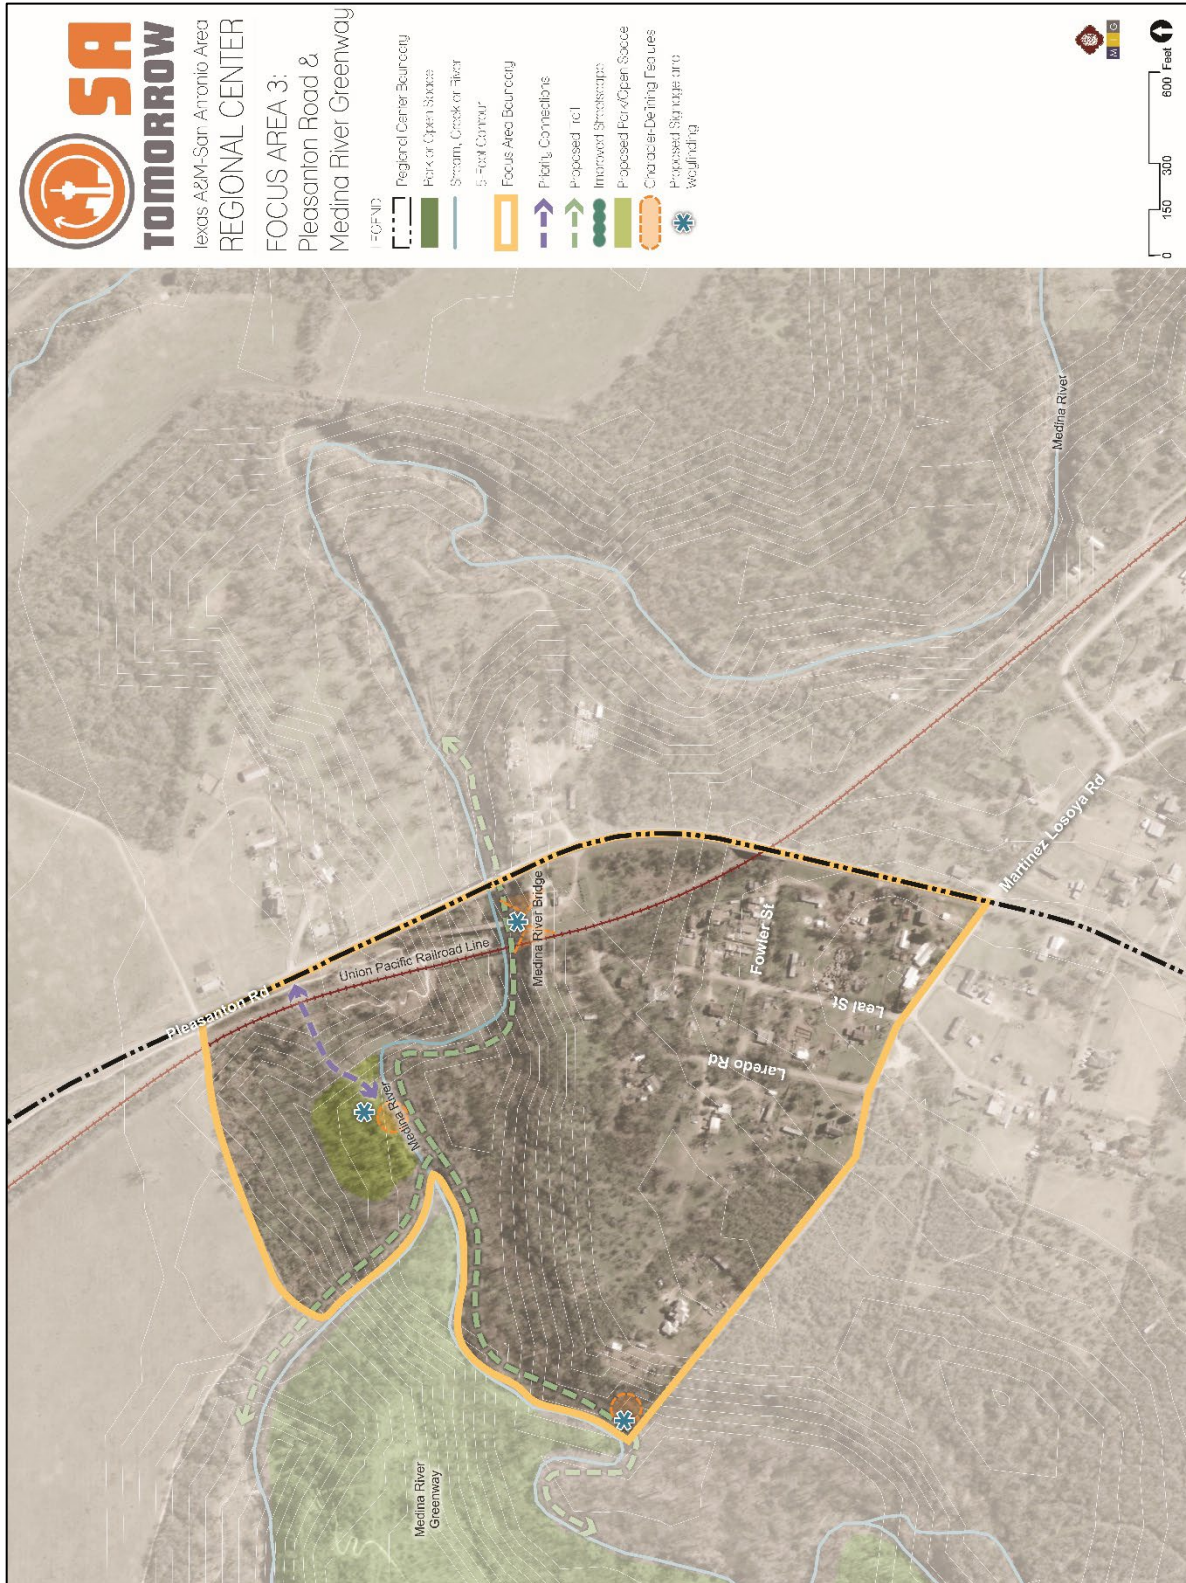 SA
TOMORROW
Texas A&M-San Antonio Area
REGIONAL CENTER
FOCUS AREA 3:
Pleasanton Road &
Medina River Greenway
LEGEND
Regional Center Boundary
Park or Open Space
Stream, Creek or River
5-Foot Contour
Focus Area Boundary
Priority Connections
Proposed Trail
Improved Streetscape
Proposed Park/Open Space
Character-Defining Features
Proposed Signage and
Wayfinding
0 150 300 600 Feet
M I G
Pleasanton Rd
Union Pacific Railroad Line
Medina River
Medina River Bridge
Medina River
Medina River
Greenway
Fowler St
Leal St
Laredo Rd
Martinez Losoya Rd